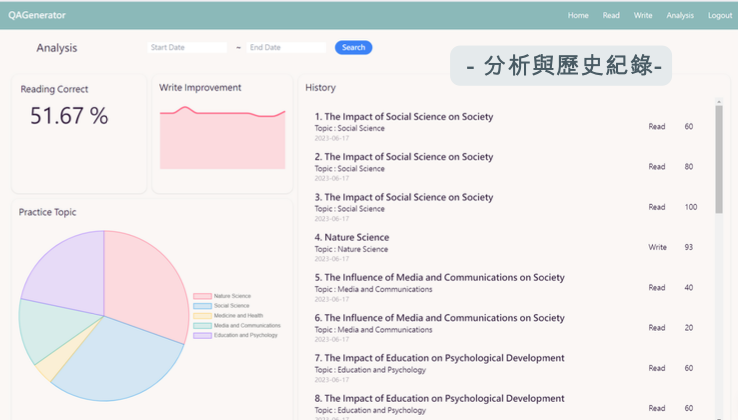 QAGenerator
Home Read Write Analysis Logout
Analysis
Start Date ~ End Date Search
- 分析與歷史紀錄-
Reading Correct
51.67 %
Write Improvement
Practice Topic
Nature Science
Social Science
Medicine and Health
Media and Communications
Education and Psychology
History
1. The Impact of Social Science on Society
Topic : Social Science
2023-06-17
Read 60
2. The Impact of Social Science on Society
Topic : Social Science
2023-06-17
Read 80
3. The Impact of Social Science on Society
Topic : Social Science
2023-06-17
Read 100
4. Nature Science
Topic : Nature Science
2023-06-17
Write 93
5. The Influence of Media and Communications on Society
Topic : Media and Communications
2023-06-17
Read 40
6. The Influence of Media and Communications on Society
Topic : Media and Communications
2023-06-17
Read 20
7. The Impact of Education on Psychological Development
Topic : Education and Psychology
2023-06-17
Read 60
8. The Impact of Education on Psychological Development
Topic : Education and Psychology
Read 60